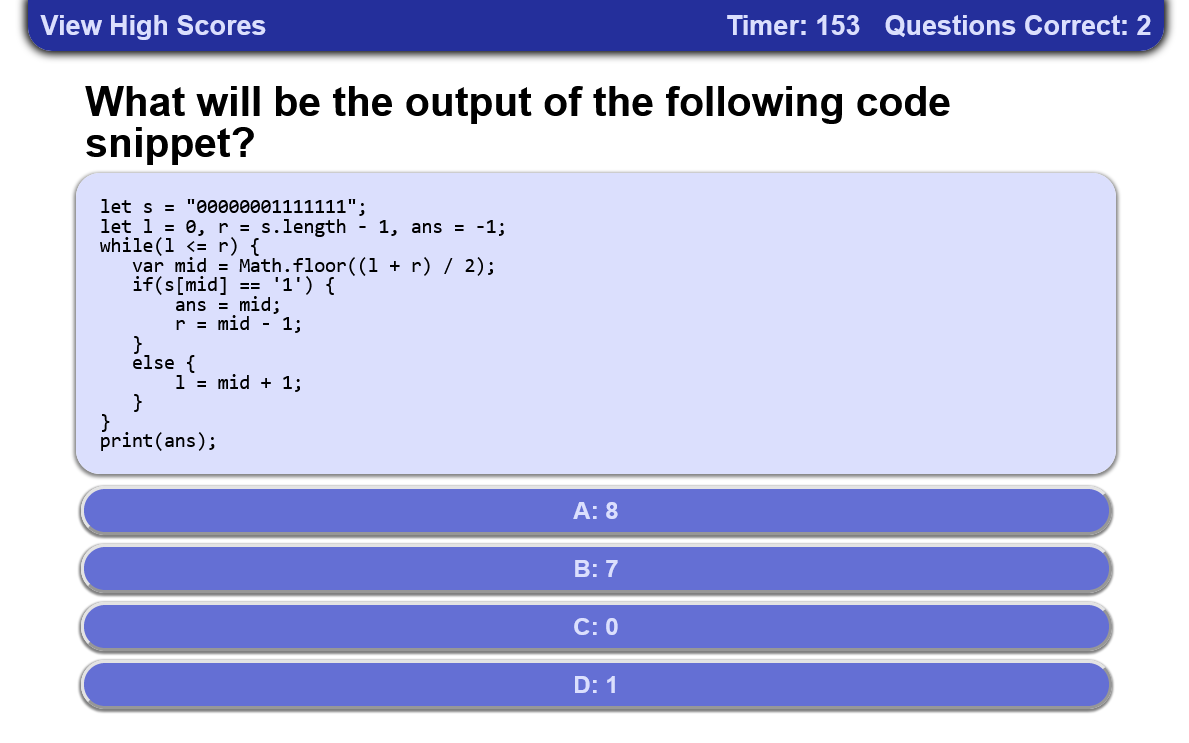 View High Scores
Timer: 153 Questions Correct: 2
What will be the output of the following code
snippet?
let s = "00000001111111";
let l = 0, r = s.length - 1, ans = -1;
while(l <= r) {
   var mid = Math.floor((l + r) / 2);
   if(s[mid] == '1') {
       ans = mid;
       r = mid - 1;
   }
   else {
       l = mid + 1;
   }
}
print(ans);
A: 8
B: 7
C: 0
D: 1